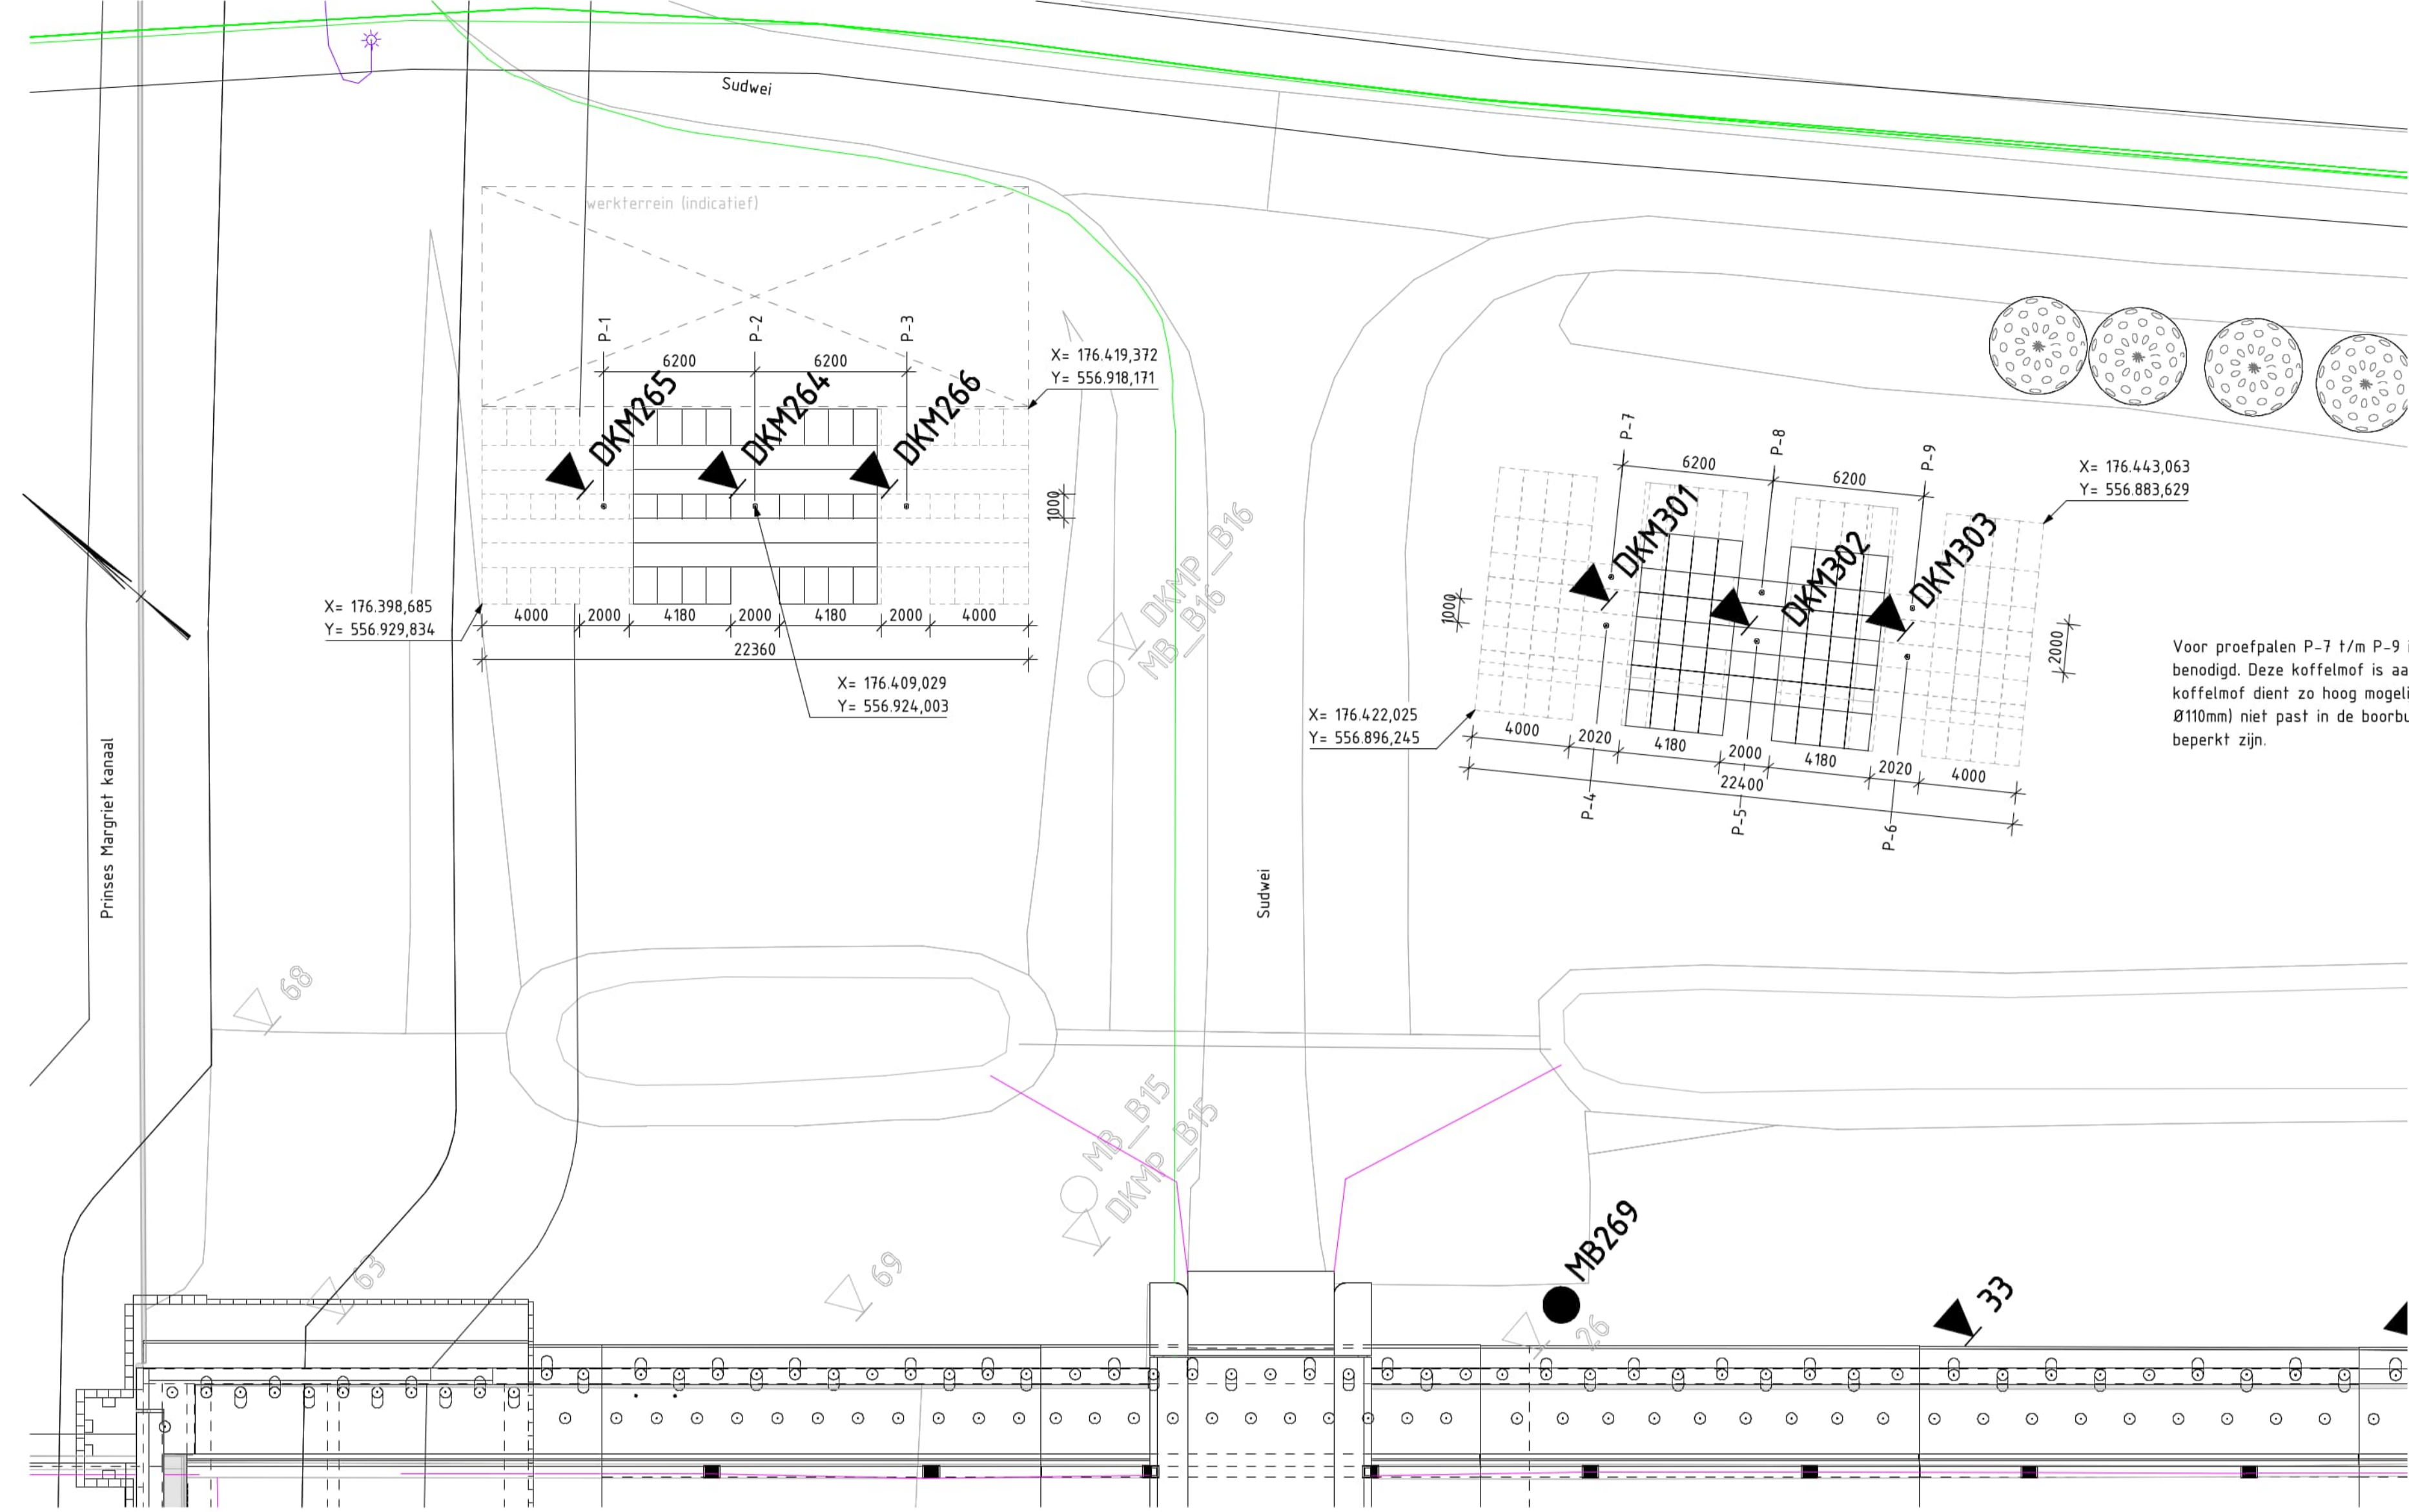 Sudwei
werkterrein (indicatief)
P-1
P-2
P-3
6200
6200
X= 176.419,372
Y= 556.918,171
DKM265
DKM264
DKM266
1000
X= 176.398,685
Y= 556.929,834
4000
2000
4180
2000
4180
2000
4000
22360
X= 176.409,029
Y= 556.924,003
DKMP_B16
MB_B16
P-7
P-8
P-9
6200
6200
X= 176.443,063
Y= 556.883,629
DKM301
DKM302
DKM303
1000
2000
X= 176.422,025
Y= 556.896,245
4000
2020
4180
2000
4180
2020
4000
22400
P-4
P-5
P-6
Voor proefpalen P-7 t/m P-9
benodigd. Deze koffelmof is
koffelmof dient zo hoog
Ø110mm) niet past in de
beperkt zijn.
Prinses Margriet kanaal
Sudwei
68
MB_B15
DKMP_B15
63
69
MB269
26
33